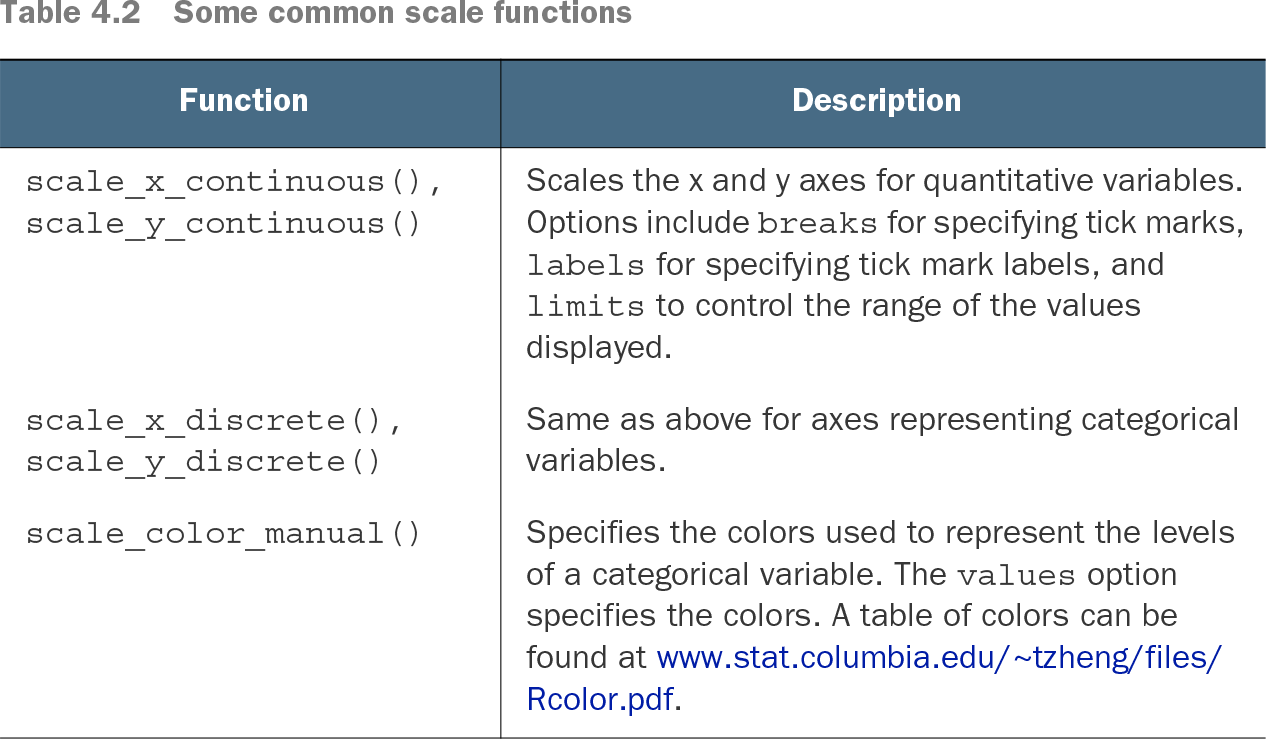 Table 4.2 Some common scale functions
Function
Description
scale_x_continuous(),
scale_y_continuous()
Scales the x and y axes for quantitative variables.
Options include breaks for specifying tick marks,
labels for specifying tick mark labels, and
limits to control the range of the values
displayed.
scale_x_discrete(),
scale_y_discrete()
Same as above for axes representing categorical
variables.
scale_color_manual()
Specifies the colors used to represent the levels
of a categorical variable. The values option
specifies the colors. A table of colors can be
found at www.stat.columbia.edu/~tzheng/files/
Rcolor.pdf.